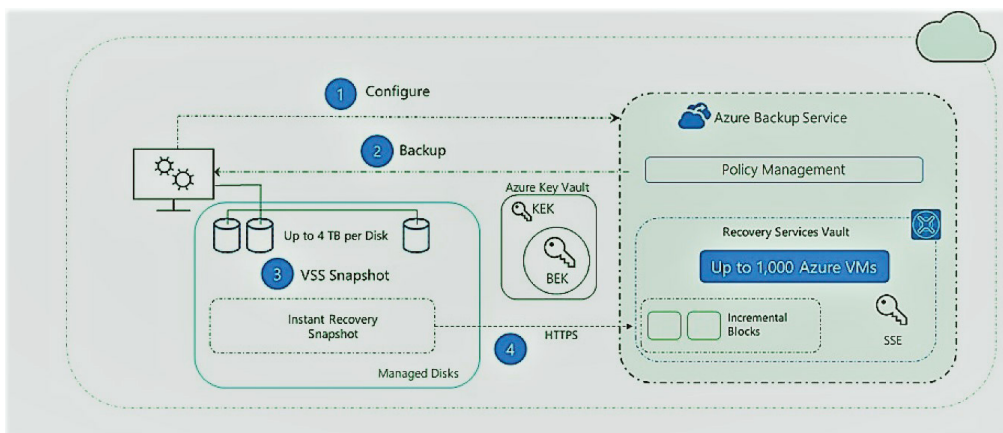 1 Configure
2 Backup
Azure Backup Service
Policy Management
Azure Key Vault
KEK
BEK
Up to 4 TB per Disk
3 VSS Snapshot
Instant Recovery
Snapshot
Managed Disks
4
HTTPS
Recovery Services Vault
Up to 1,000 Azure VMs
Incremental
Blocks
SSE